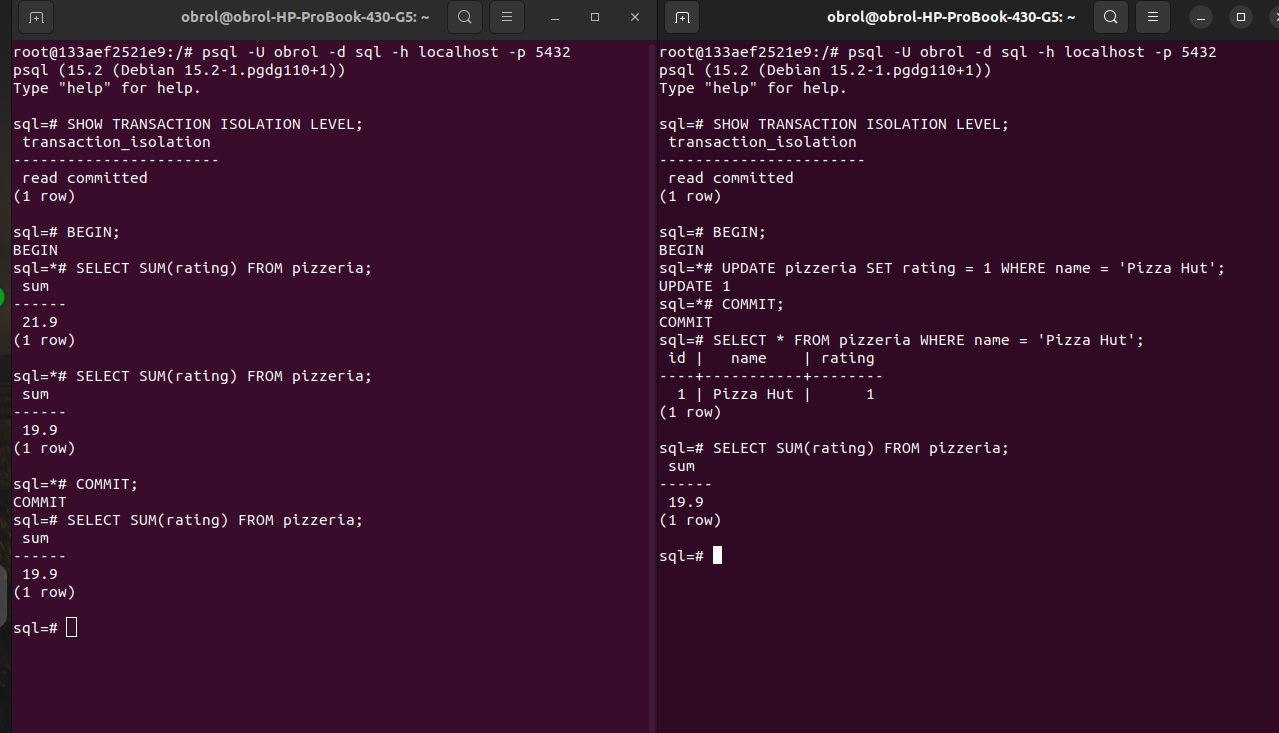 obrol@obrol-HP-ProBook-430-G5: ~
root@133aef2521e9:/# psql -U obrol -d sql -h localhost -p 5432
psql (15.2 (Debian 15.2-1.pgdg110+1))
Type "help" for help.
sql=# SHOW TRANSACTION ISOLATION LEVEL;
transaction_isolation
-----------------------
read committed
(1 row)
sql=# BEGIN;
BEGIN
sql=*# SELECT SUM(rating) FROM pizzeria;
sum
------
21.9
(1 row)
sql=*# SELECT SUM(rating) FROM pizzeria;
sum
------
19.9
(1 row)
sql=*# COMMIT;
COMMIT
sql=# SELECT SUM(rating) FROM pizzeria;
sum
------
19.9
(1 row)
sql=#
obrol@obrol-HP-ProBook-430-G5: ~
root@133aef2521e9:/# psql -U obrol -d sql -h localhost -p 5432
psql (15.2 (Debian 15.2-1.pgdg110+1))
Type "help" for help.
sql=# SHOW TRANSACTION ISOLATION LEVEL;
transaction_isolation
-----------------------
read committed
(1 row)
sql=# BEGIN;
BEGIN
sql=*# UPDATE pizzeria SET rating = 1 WHERE name = 'Pizza Hut';
UPDATE 1
sql=*# COMMIT;
COMMIT
sql=# SELECT * FROM pizzeria WHERE name = 'Pizza Hut';
id |   name    | rating
----+-----------+--------
1 | Pizza Hut |      1
(1 row)
sql=# SELECT SUM(rating) FROM pizzeria;
sum
------
19.9
(1 row)
sql=#